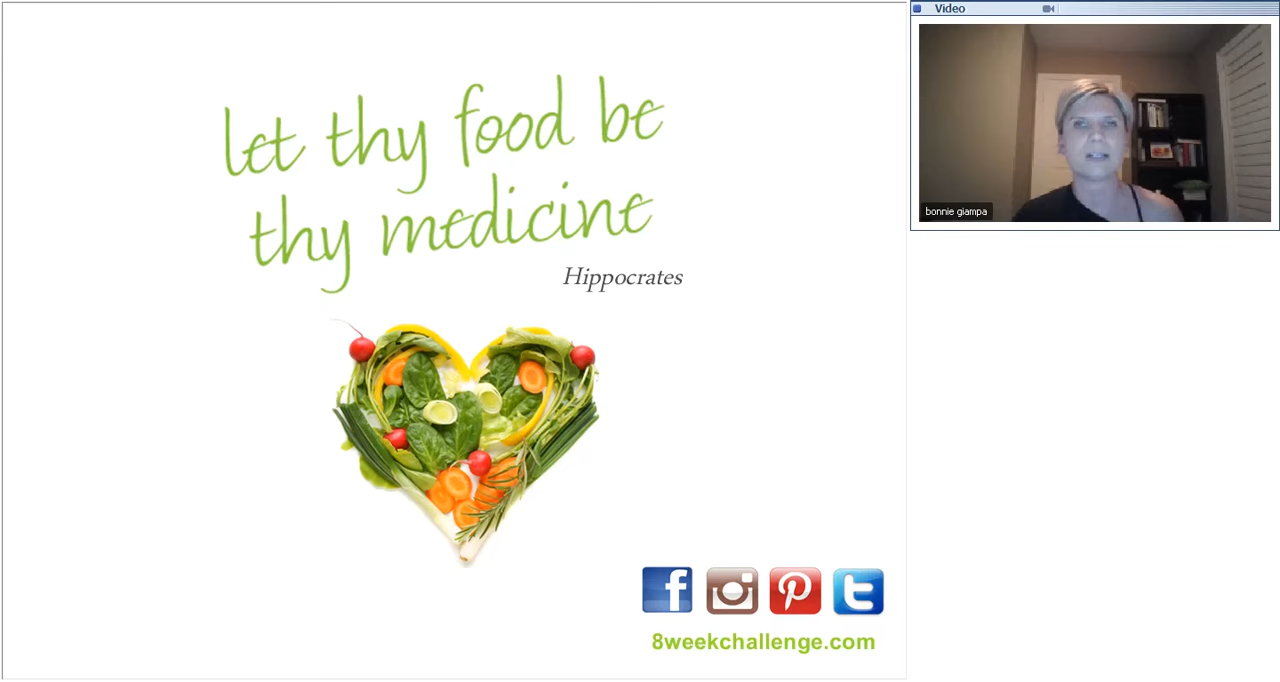 Video
let thy food be
thy medicine
Hippocrates
bonnie giampa
8weekchallenge.com